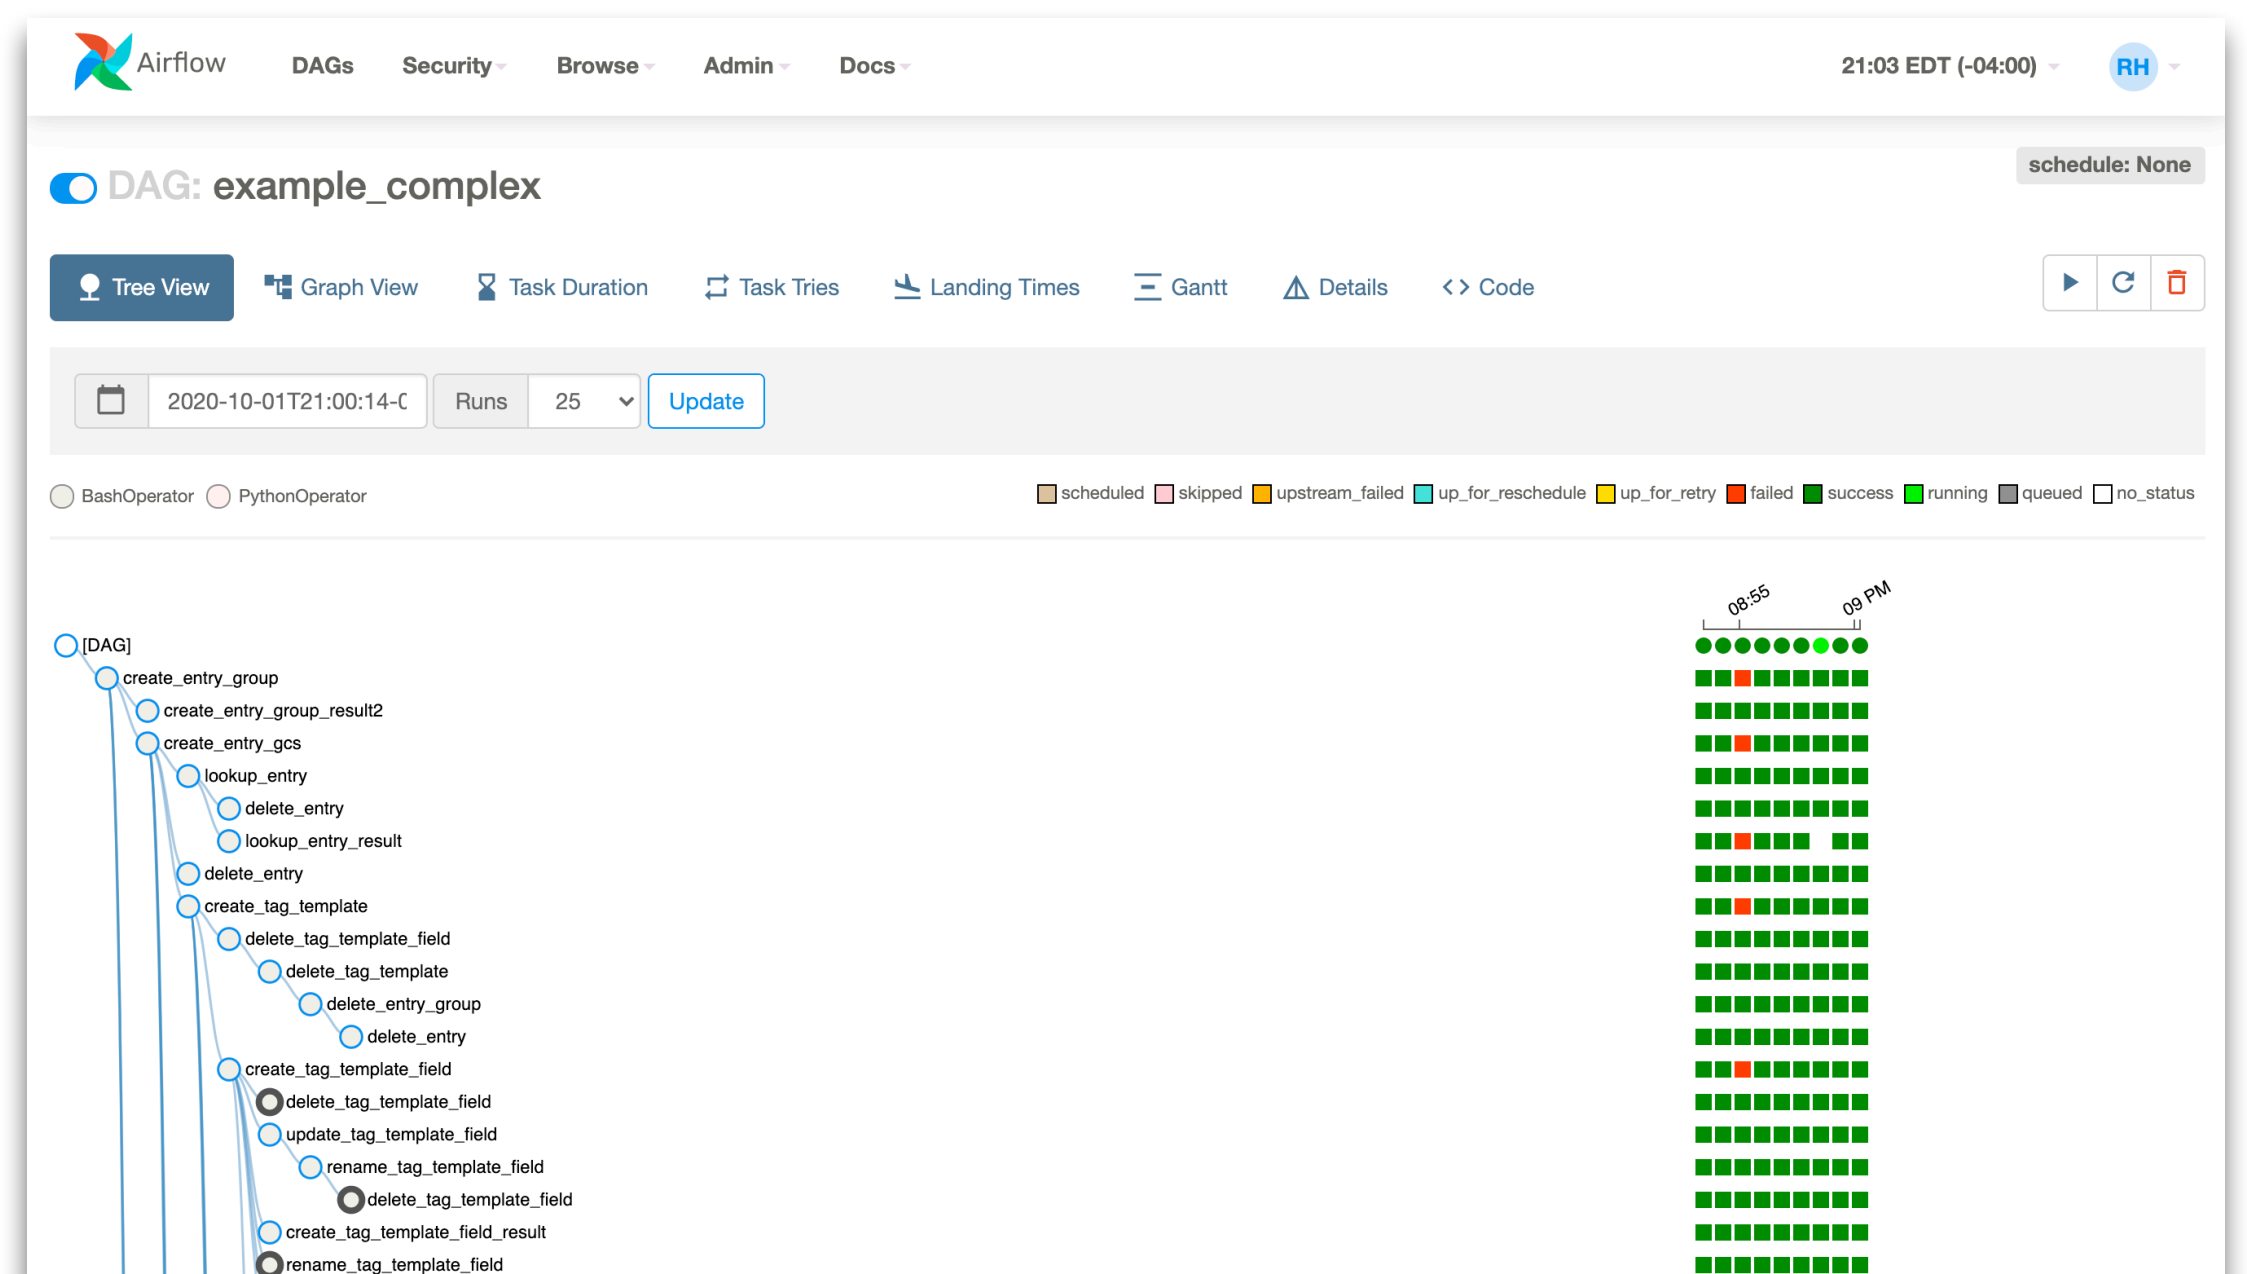 Airflow DAGs Security Browse Admin Docs 21:03 EDT (-04:00) RH
schedule: None
DAG: example_complex
Tree View Graph View Task Duration Task Tries Landing Times Gantt Details Code
2020-10-01T21:00:14-0 Runs 25 Update
BashOperator PythonOperator scheduled skipped upstream_failed up_for_reschedule up_for_retry failed success running queued no_status
08:55 09 PM
[DAG]
create_entry_group
create_entry_group_result2
create_entry_gcs
lookup_entry
delete_entry
lookup_entry_result
delete_entry
create_tag_template
delete_tag_template_field
delete_tag_template
delete_entry_group
delete_entry
create_tag_template_field
delete_tag_template_field
update_tag_template_field
rename_tag_template_field
delete_tag_template_field
create_tag_template_field_result
rename_tag_template_field